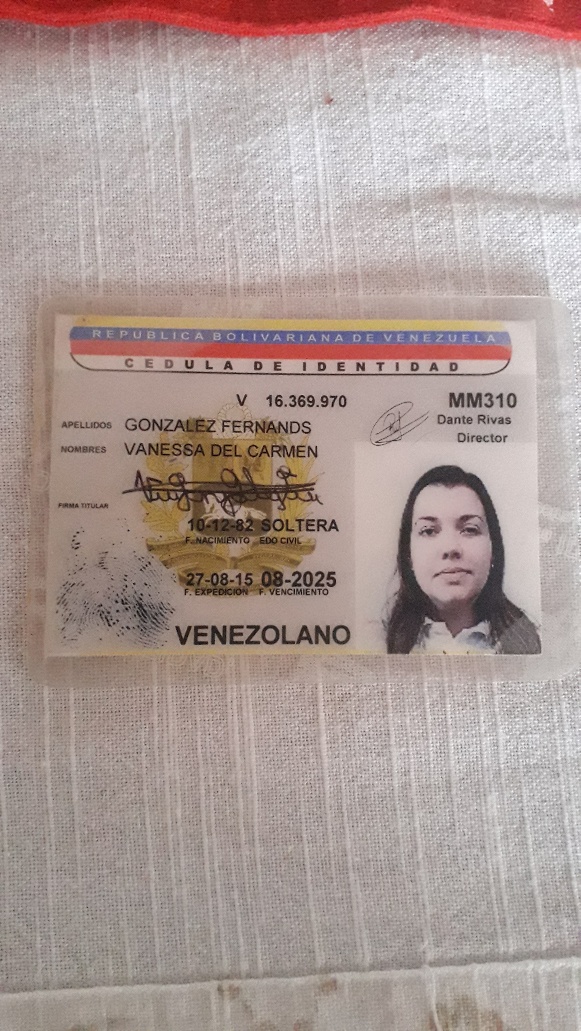 REPUBLICA BOLIVARIANA DE VENEZUELA
CEDULA DE IDENTIDAD
V 16.369.970
MM310
Dante Rivas
Director
APELLIDOS GONZALEZ FERNANDS
NOMBRES VANESSA DEL CARMEN
FIRMA TITULAR
10-12-82 SOLTERA
F. NACIMIENTO EDO CIVIL
27-08-15 08-2025
F. EXPEDICION F. VENCIMIENTO
VENEZOLANO